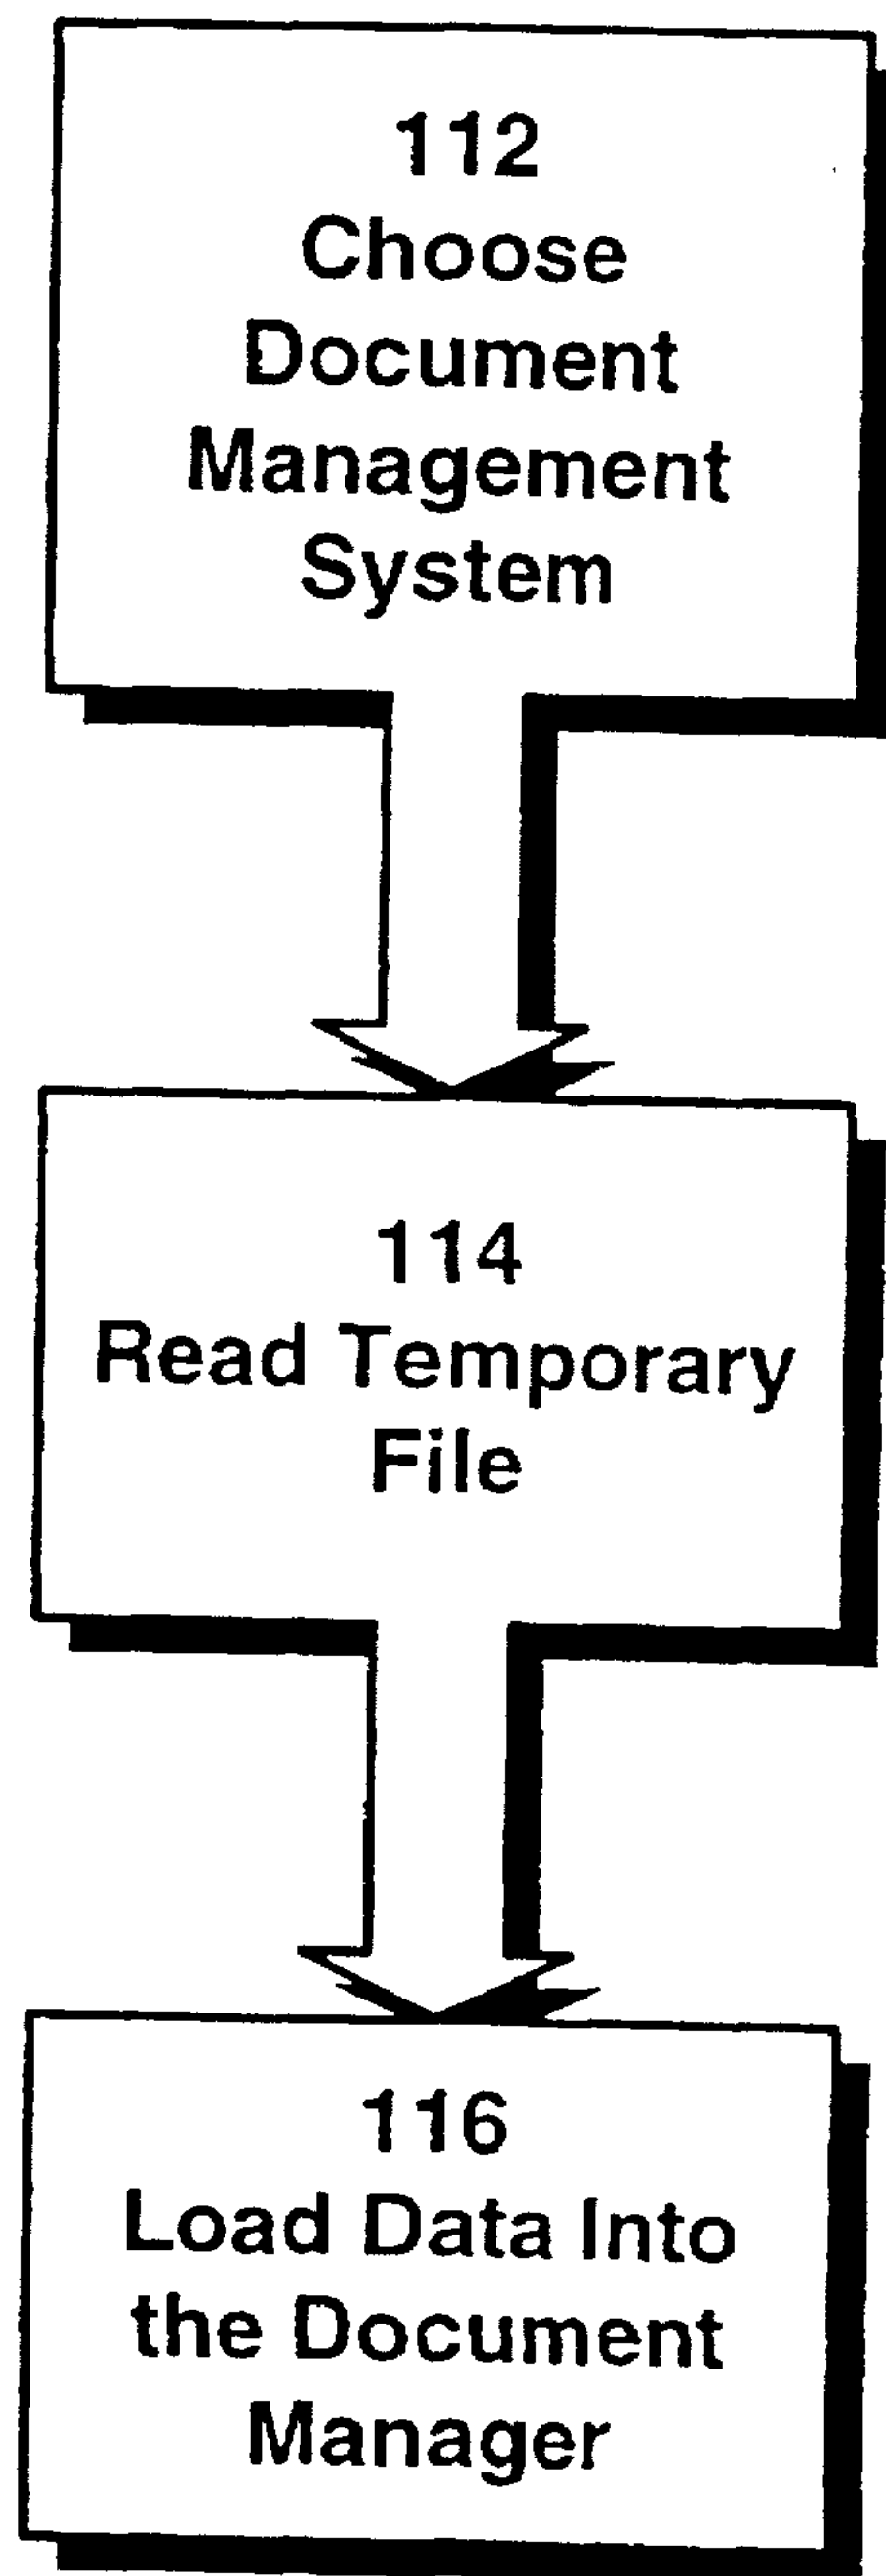 112
Choose
Document
Management
System
114
Read Temporary
File
116
Load Data Into
the Document
Manager